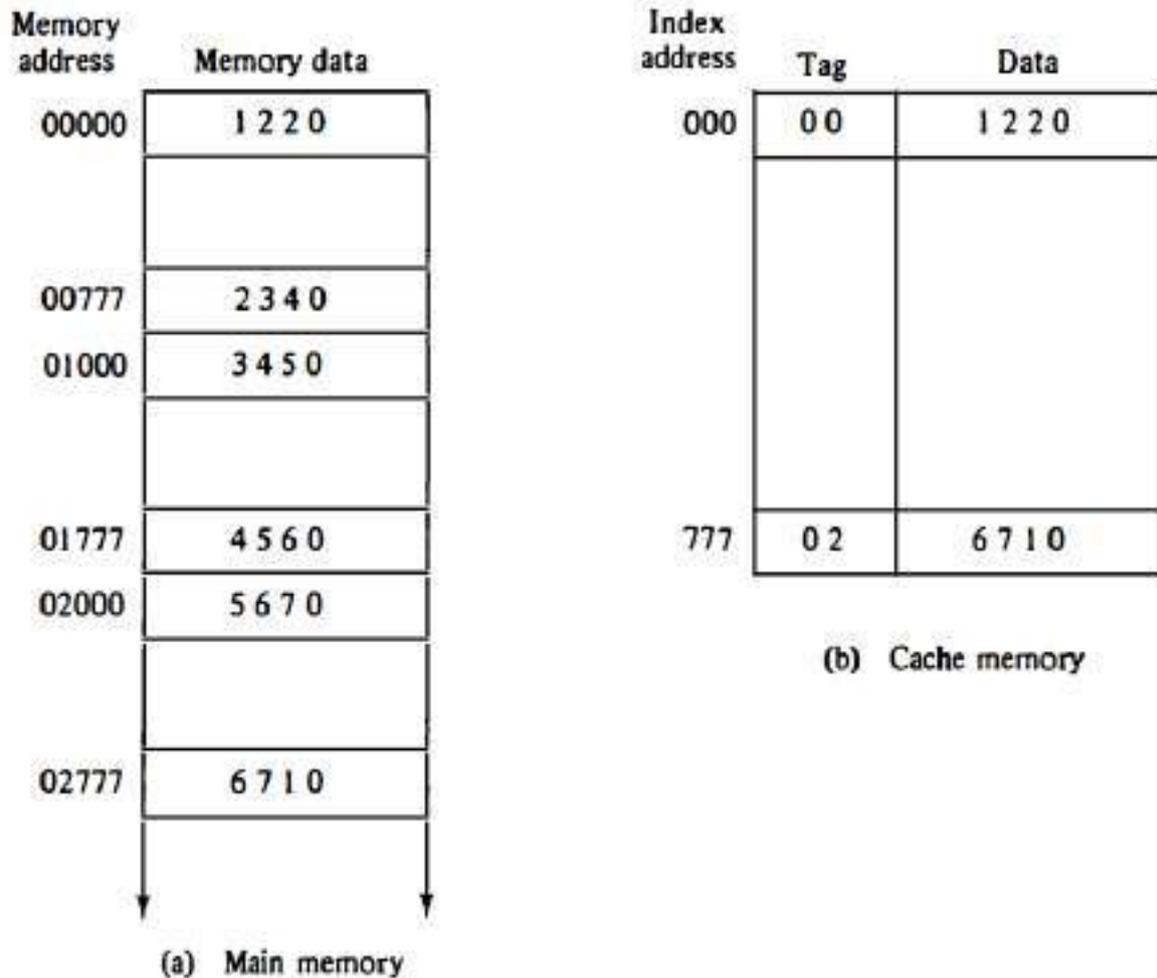 Memory
address Memory data
00000 1 2 2 0
00777 2 3 4 0
01000 3 4 5 0
01777 4 5 6 0
02000 5 6 7 0
02777 6 7 1 0
(a) Main memory
Index
address Tag Data
000 0 0 1 2 2 0
777 0 2 6 7 1 0
(b) Cache memory